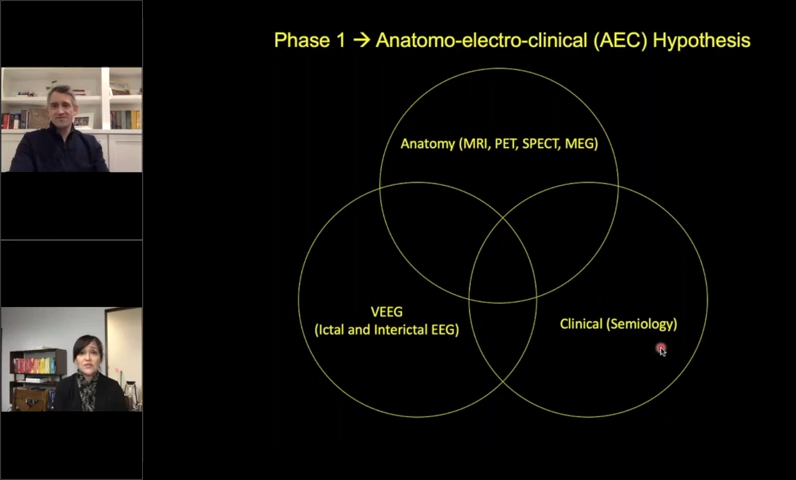 Phase 1 → Anatomo-electro-clinical (AEC) Hypothesis
Anatomy (MRI, PET, SPECT, MEG)
VEEG
(Ictal and Interictal EEG)
Clinical (Semiology)